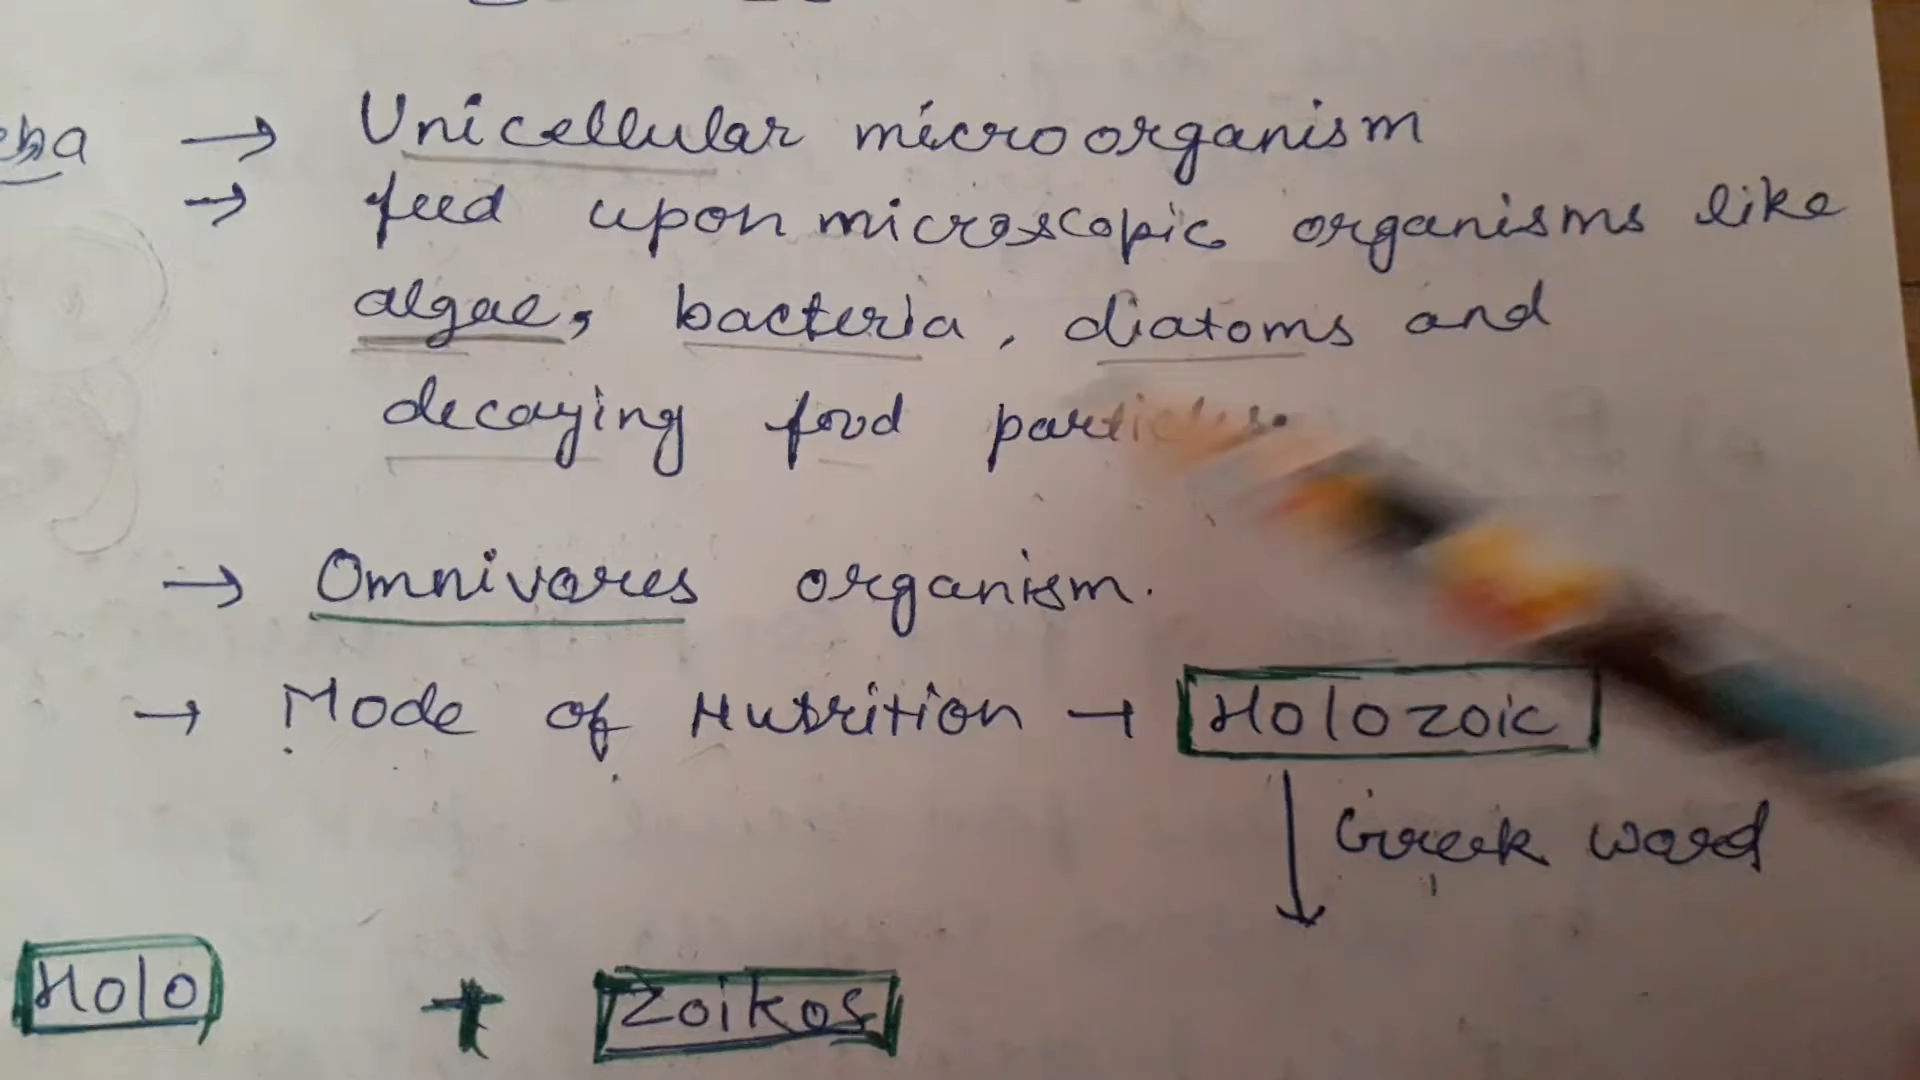 → Unicellular microorganism
→ feed upon microscopic organisms like
algae, bacteria, diatoms and
decaying food particles.
→ Omnivores organism.
→ Mode of Nutrition → Holozoic
Greek word
Holo + Zoikos